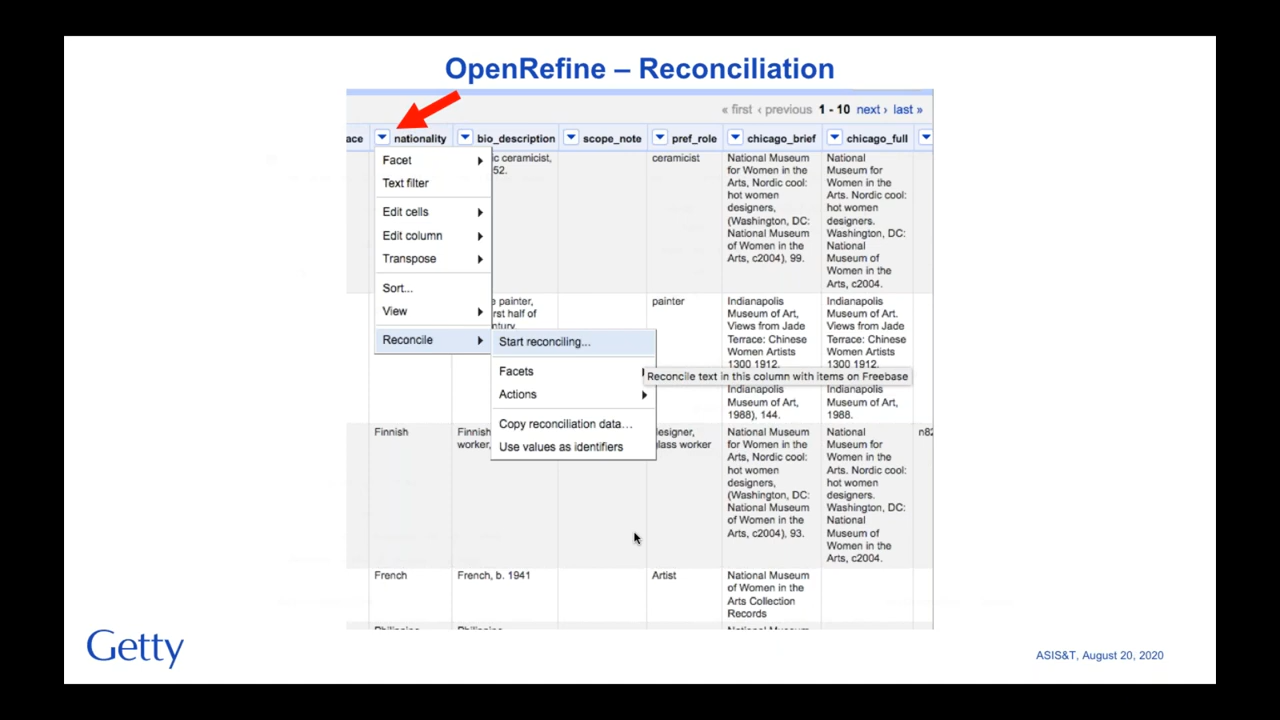 OpenRefine – Reconciliation
« first ‹ previous 1 - 10 next › last »
ace nationality bio_description scope_note pref_role chicago_brief chicago_full
Facet
Text filter
Edit cells
Edit column
Transpose
Sort...
View
Reconcile
Start reconciling...
Facets
Actions
Copy reconciliation data...
Use values as identifiers
Reconcile text in this column with items on Freebase
c ceramicist,
52.
ceramicist
National Museum
for Women in the
Arts, Nordic cool:
hot women
designers,
(Washington, DC:
National Museum
of Women in the
Arts, c2004), 99.
National
Museum for
Women in the
Arts. Nordic cool:
hot women
designers.
Washington, DC:
National
Museum of
Women in the
Arts, c2004.
e painter,
rst half of
ntury.
painter
Indianapolis
Museum of Art,
Views from Jade
Terrace: Chinese
Women Artists
1300 1912.
Indianapolis
Museum of Art,
1988), 144.
Indianapolis
Museum of Art.
Views from Jade
Terrace: Chinese
Women Artists
1300 1912.
Indianapolis
Museum of Art,
1988.
Finnish
Finnish
worker,
designer,
glass worker
National Museum
for Women in the
Arts, Nordic cool:
hot women
designers,
(Washington, DC:
National Museum
of Women in the
Arts, c2004), 93.
National
Museum for
Women in the
Arts. Nordic cool:
hot women
designers.
Washington, DC:
National
Museum of
Women in the
Arts, c2004.
n82
French
French, b. 1941
Artist
National Museum
of Women in the
Arts Collection
Records
Getty
ASIS&T, August 20, 2020